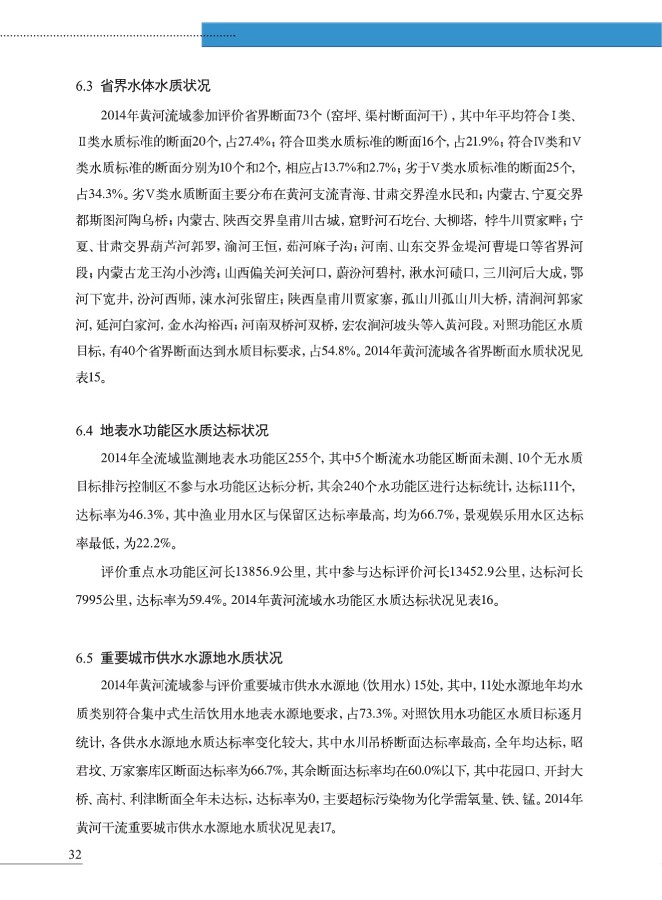 6.3 省界水体水质状况
2014年黄河流域参加评价省界断面73个（窑坪、渠村断面河干），其中年平均符合Ⅰ类、
Ⅱ类水质标准的断面20个，占27.4%；符合Ⅲ类水质标准的断面16个，占21.9%；符合Ⅳ类和Ⅴ
类水质标准的断面分别为10个和2个，相应占13.7%和2.7%；劣于Ⅴ类水质标准的断面25个，
占34.3%。劣Ⅴ类水质断面主要分布在黄河支流青海、甘肃交界湟水民和；内蒙古、宁夏交界
都斯图河陶乌桥；内蒙古、陕西交界皇甫川古城，窟野河石圪台、大柳塔，㹀牛川贾家畔；宁
夏、甘肃交界葫芦河郭罗，渝河王恒，茹河麻子沟；河南、山东交界金堤河曹堤口等省界河
段；内蒙古龙王沟小沙湾；山西偏关河关河口，蔚汾河碧村，湫水河碛口，三川河后大成，鄂
河下宽井，汾河西师，涑水河张留庄；陕西皇甫川贾家寨，孤山川孤山川大桥，清涧河郭家
河，延河白家河，金水沟裕西；河南双桥河双桥，宏农涧河坡头等入黄河段。对照功能区水质
目标，有40个省界断面达到水质目标要求，占54.8%。2014年黄河流域各省界断面水质状况见
表15。
6.4 地表水功能区水质达标状况
2014年全流域监测地表水功能区255个，其中5个断流水功能区断面未测、10个无水质
目标排污控制区不参与水功能区达标分析，其余240个水功能区进行达标统计，达标111个，
达标率为46.3%，其中渔业用水区与保留区达标率最高，均为66.7%，景观娱乐用水区达标
率最低，为22.2%。
评价重点水功能区河长13856.9公里，其中参与达标评价河长13452.9公里，达标河长
7995公里，达标率为59.4%。2014年黄河流域水功能区水质达标状况见表16。
6.5 重要城市供水水源地水质状况
2014年黄河流域参与评价重要城市供水水源地（饮用水）15处，其中，11处水源地年均水
质类别符合集中式生活饮用水地表水源地要求，占73.3%。对照饮用水功能区水质目标逐月
统计，各供水水源地水质达标率变化较大，其中水川吊桥断面达标率最高，全年均达标，昭
君坟、万家寨库区断面达标率为66.7%，其余断面达标率均在60.0%以下，其中花园口、开封大
桥、高村、利津断面全年未达标，达标率为0，主要超标污染物为化学需氧量、铁、锰。2014年
黄河干流重要城市供水水源地水质状况见表17。
32